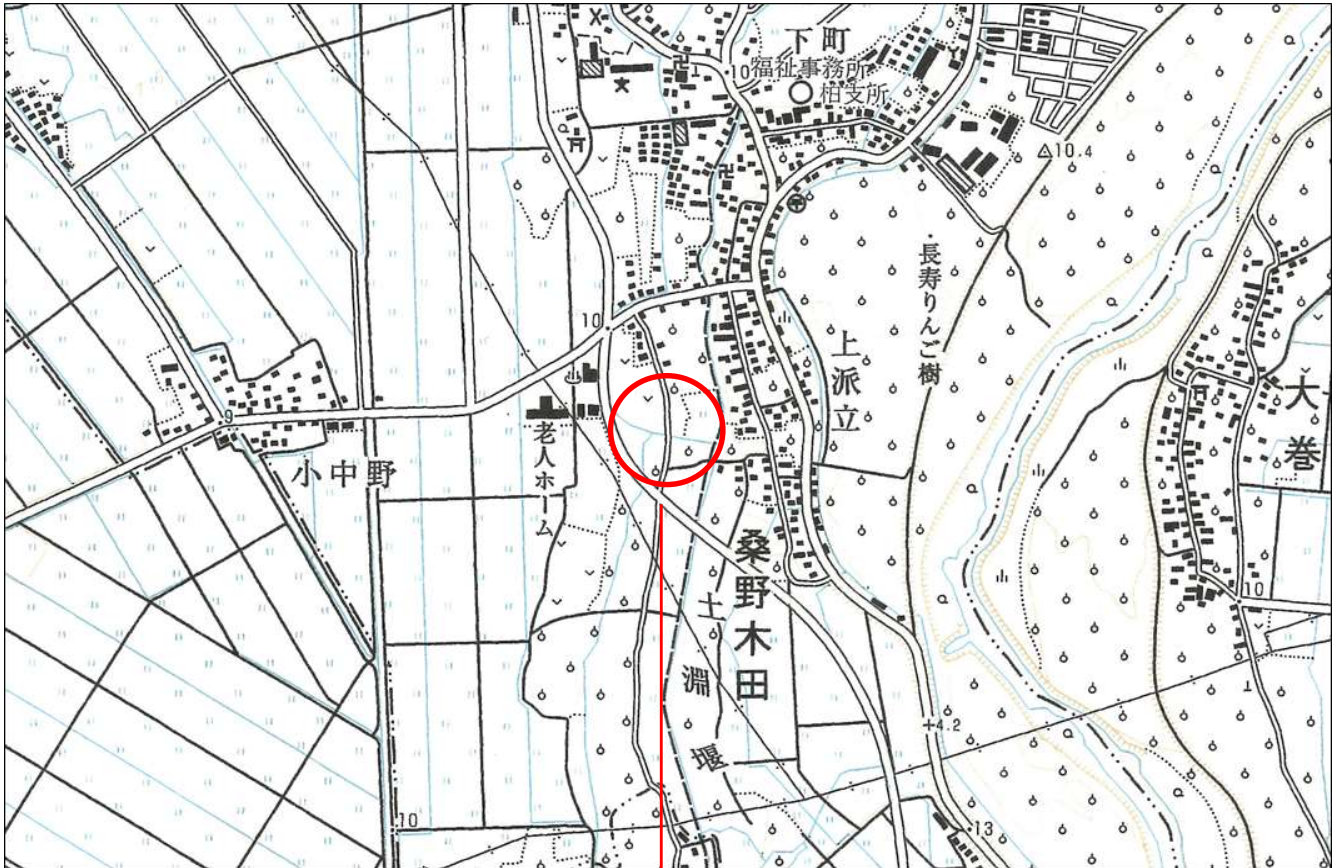 下町
10
福祉事務所
柏支所
10.4
・長寿りんご樹
10
上派立
大巻
9
老人ホーム
小中野
桑野木田
土淵堰
10
4.2
10
13